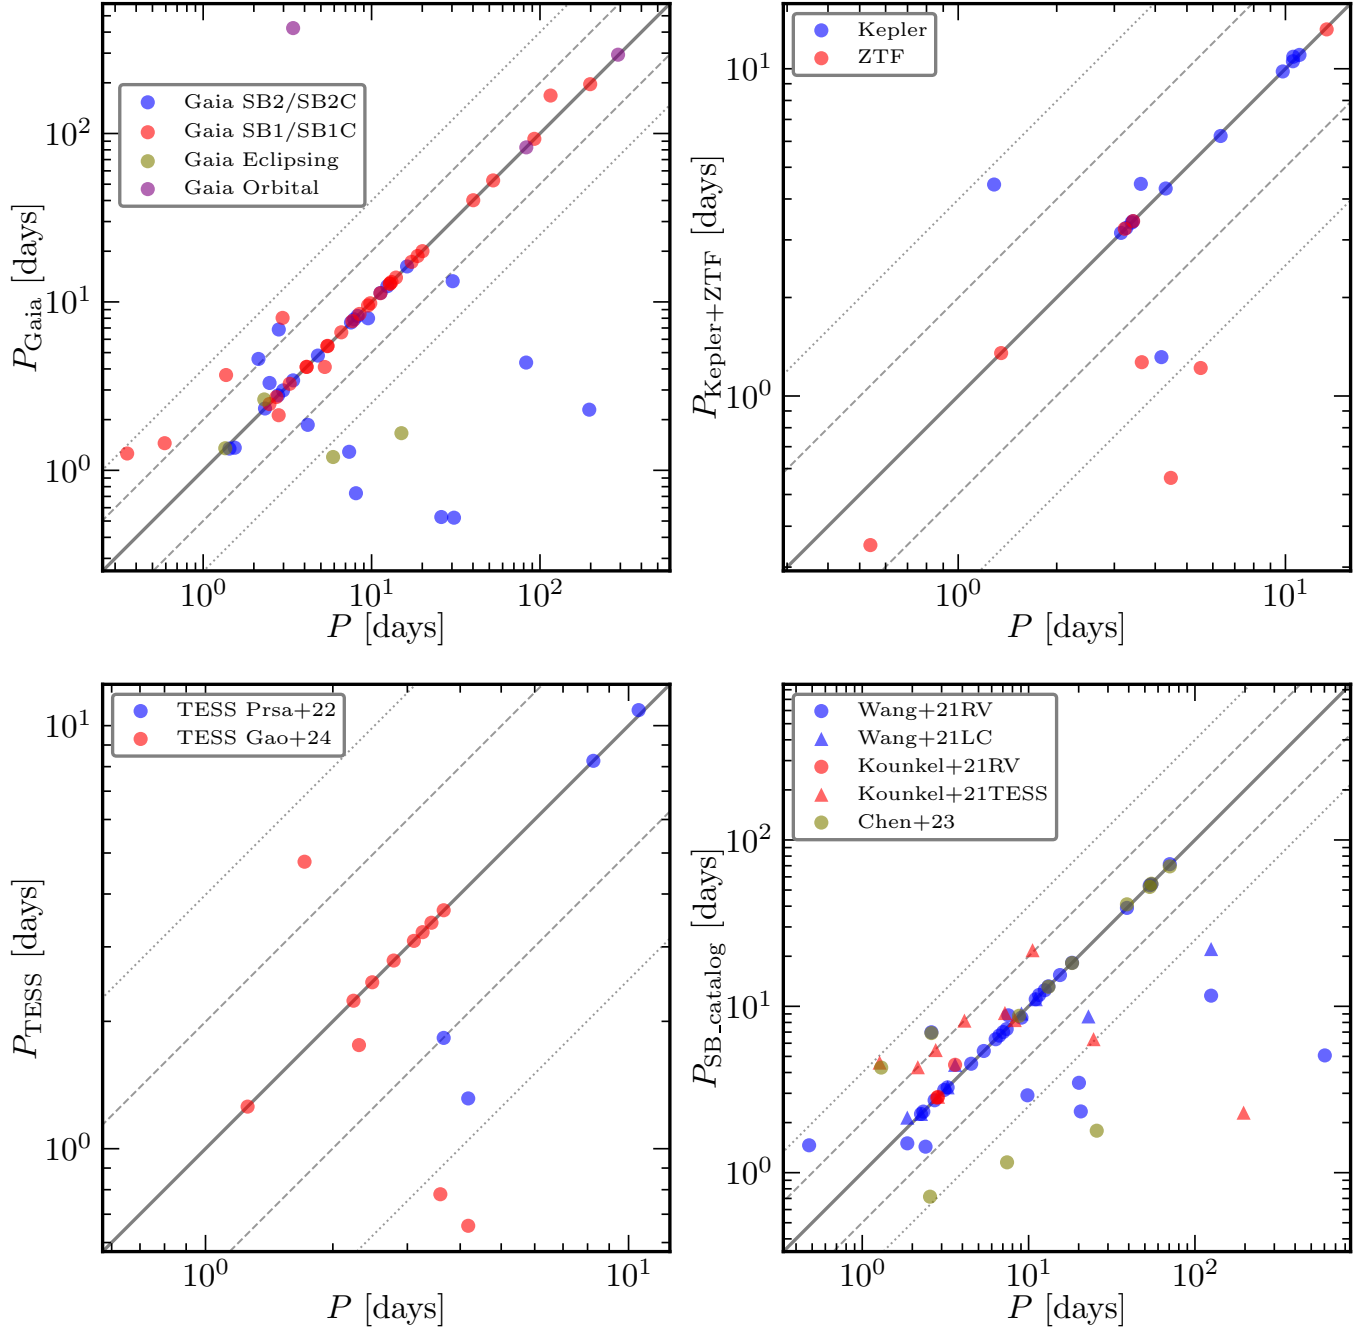 Gaia SB2/SB2C
Gaia SB1/SB1C
Gaia Eclipsing
Gaia Orbital
10^2
10^1
10^0
P_Gaia [days]
10^0 10^1 10^2
P [days]
Kepler
ZTF
10^1
10^0
P_Kepler+ZTF [days]
10^0 10^1
P [days]
TESS Prsa+22
TESS Gao+24
10^1
10^0
P_TESS [days]
10^0 10^1
P [days]
Wang+21RV
Wang+21LC
Kounkel+21RV
Kounkel+21TESS
Chen+23
10^2
10^1
10^0
P_SB_catalog [days]
10^0 10^1 10^2
P [days]